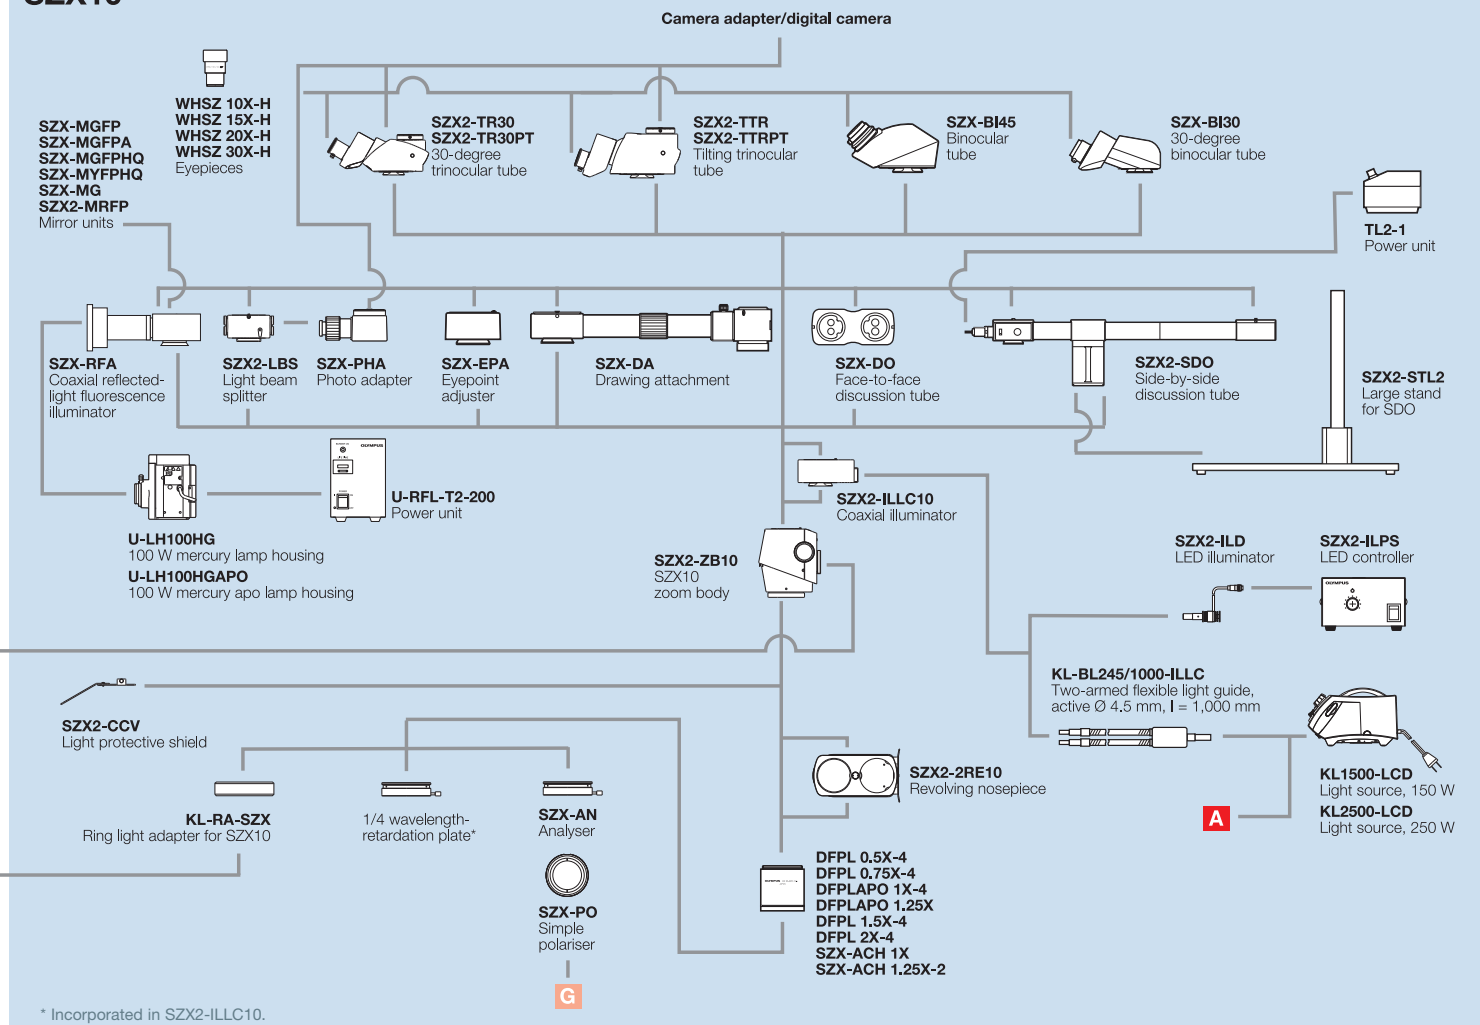 Camera adapter/digital camera
WHSZ 10X-H
WHSZ 15X-H
WHSZ 20X-H
WHSZ 30X-H
Eyepieces
SZX-MGFP
SZX-MGFPA
SZX-MGFPHQ
SZX-MYFPHQ
SZX-MG
SZX2-MRFP
Mirror units
SZX2-TR30
SZX2-TR30PT
30-degree
trinocular tube
SZX2-TTR
SZX2-TTRPT
Tilting trinocular
tube
SZX-BI45
Binocular
tube
SZX-BI30
30-degree
binocular tube
TL2-1
Power unit
SZX-RFA
Coaxial reflected-
light fluorescence
illuminator
SZX2-LBS
Light beam
splitter
SZX-PHA
Photo adapter
SZX-EPA
Eyepoint
adjuster
SZX-DA
Drawing attachment
SZX-DO
Face-to-face
discussion tube
SZX2-SDO
Side-by-side
discussion tube
SZX2-STL2
Large stand
for SDO
OLYMPUS
U-RFL-T2-200
Power unit
U-LH100HG
100 W mercury lamp housing
U-LH100HGAPO
100 W mercury apo lamp housing
SZX2-ILLC10
Coaxial illuminator
SZX2-ZB10
SZX10
zoom body
SZX2-ILD
LED illuminator
SZX2-ILPS
LED controller
OLYMPUS
KL-BL245/1000-ILLC
Two-armed flexible light guide,
active Ø 4.5 mm, l = 1,000 mm
SZX2-CCV
Light protective shield
KL-RA-SZX
Ring light adapter for SZX10
1/4 wavelength-
retardation plate*
SZX-AN
Analyser
SZX-PO
Simple
polariser
G
SZX2-2RE10
Revolving nosepiece
A
KL1500-LCD
Light source, 150 W
KL2500-LCD
Light source, 250 W
DFPL 0.5X-4
DFPL 0.75X-4
DFPLAPO 1X-4
DFPLAPO 1.25X
DFPL 1.5X-4
DFPL 2X-4
SZX-ACH 1X
SZX-ACH 1.25X-2
* Incorporated in SZX2-ILLC10.